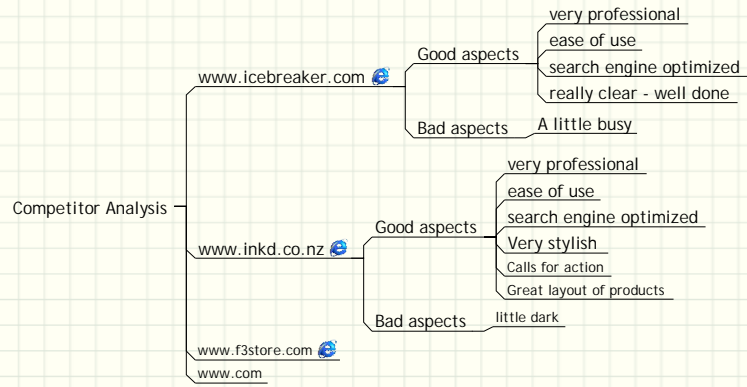 Competitor Analysis
www.icebreaker.com
Good aspects
very professional
ease of use
search engine optimized
really clear - well done
Bad aspects
A little busy
www.inkd.co.nz
Good aspects
very professional
ease of use
search engine optimized
Very stylish
Calls for action
Great layout of products
Bad aspects
little dark
www.f3store.com
www.com